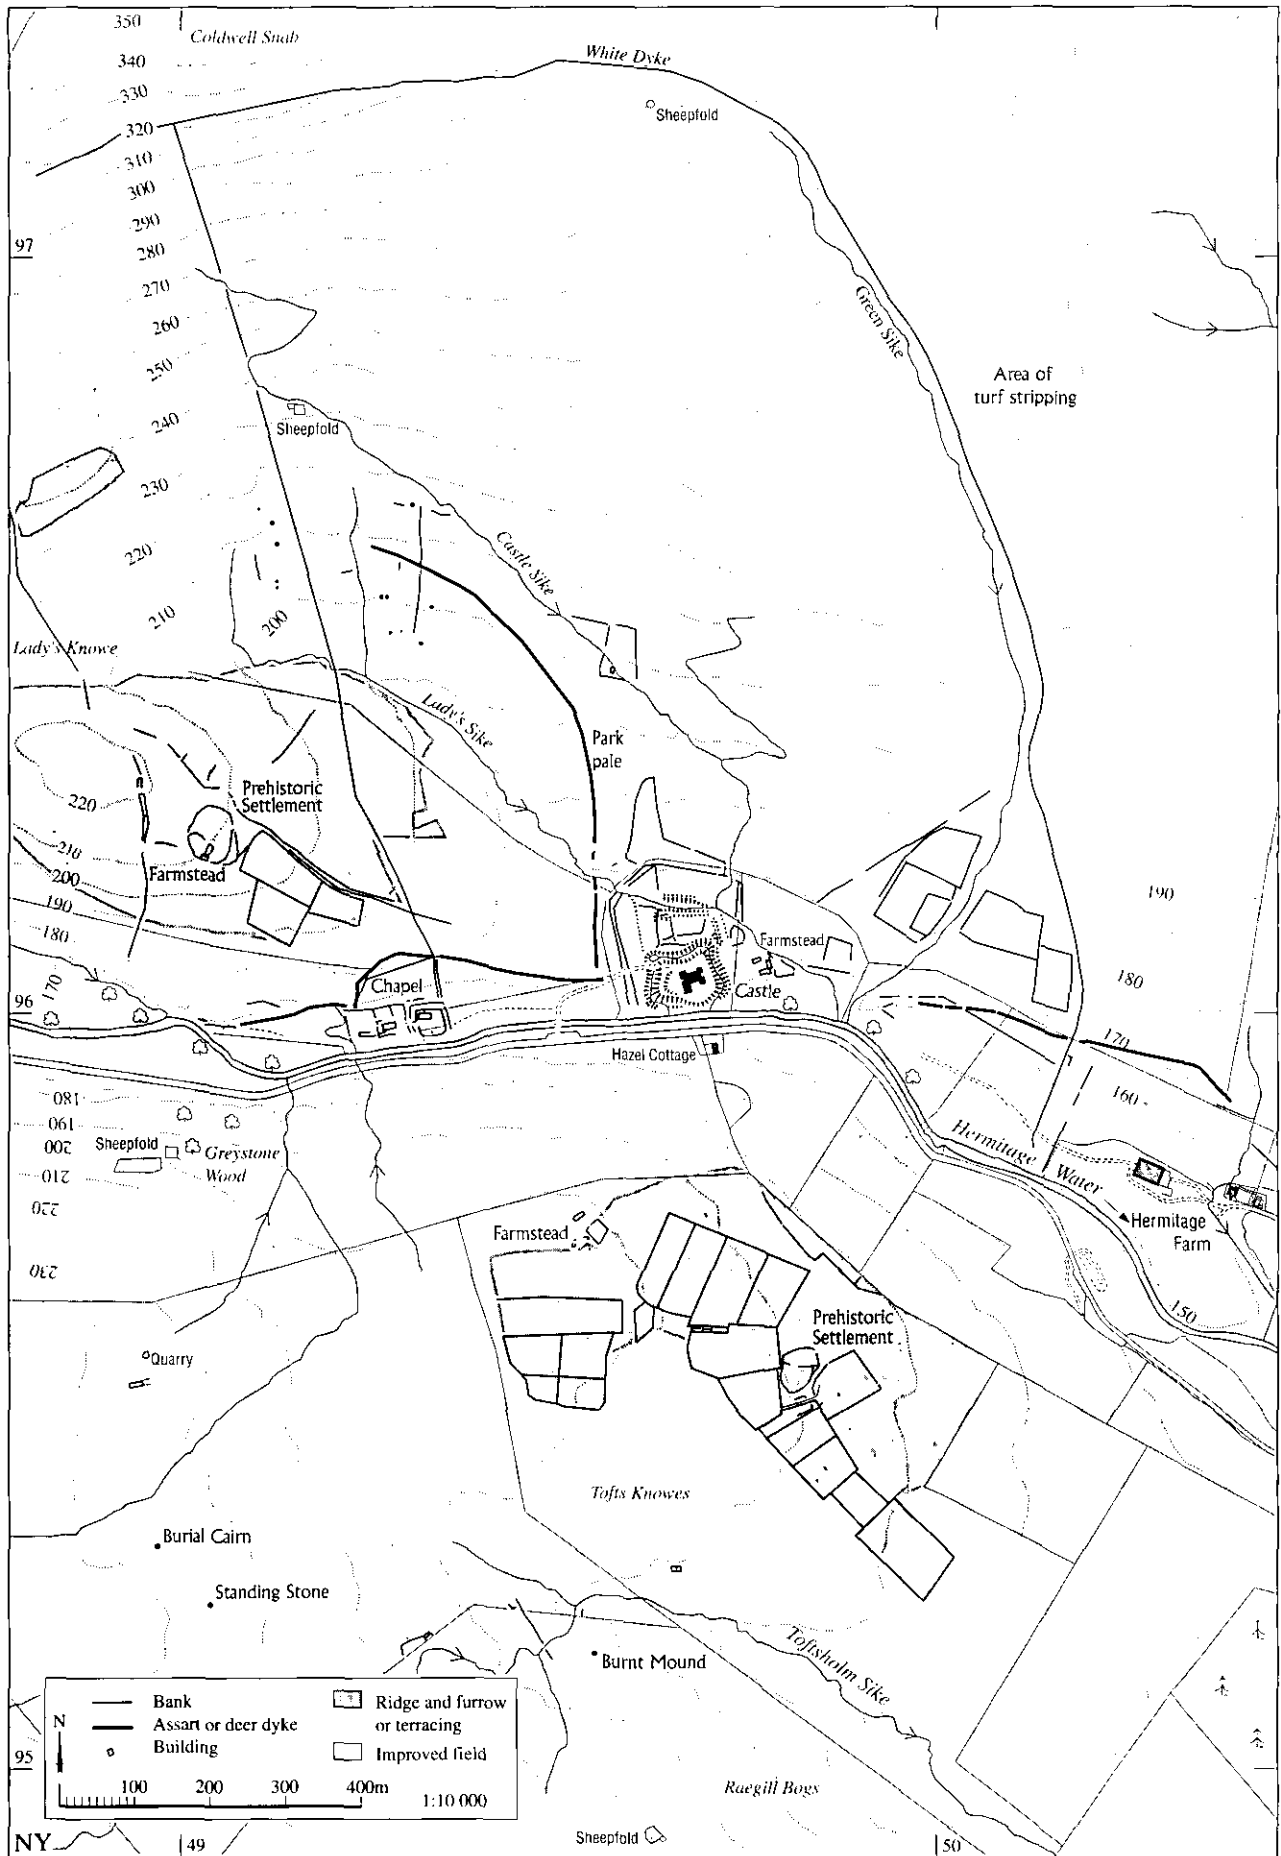 350
Coldwell Snab
340
White Dyke
330
Sheepfold
320
310
300
290
97
280
270
Green Sike
260
250
Area of
turf stripping
240
Sheepfold
230
Castle Sike
220
210
200
Lady's Knowe
Lady's Sike
Park
pale
Prehistoric
Settlement
220
210
Farmstead
200
190
190
180
Farmstead
180
170
Chapel
Castle
96
170
Hazel Cottage
180
160
190
Hermitage Water
200
Sheepfold
Greystone
Wood
210
220
Farmstead
Hermitage
Farm
230
150
Prehistoric
Settlement
Quarry
Tofts Knowes
Burial Cairn
Standing Stone
Toftsholm Sike
Burnt Mound
Bank
Ridge and furrow
or terracing
N
Assart or deer dyke
Building
Improved field
95
100
200
300
400m
1:10 000
Raegill Bogs
NY
49
Sheepfold
50